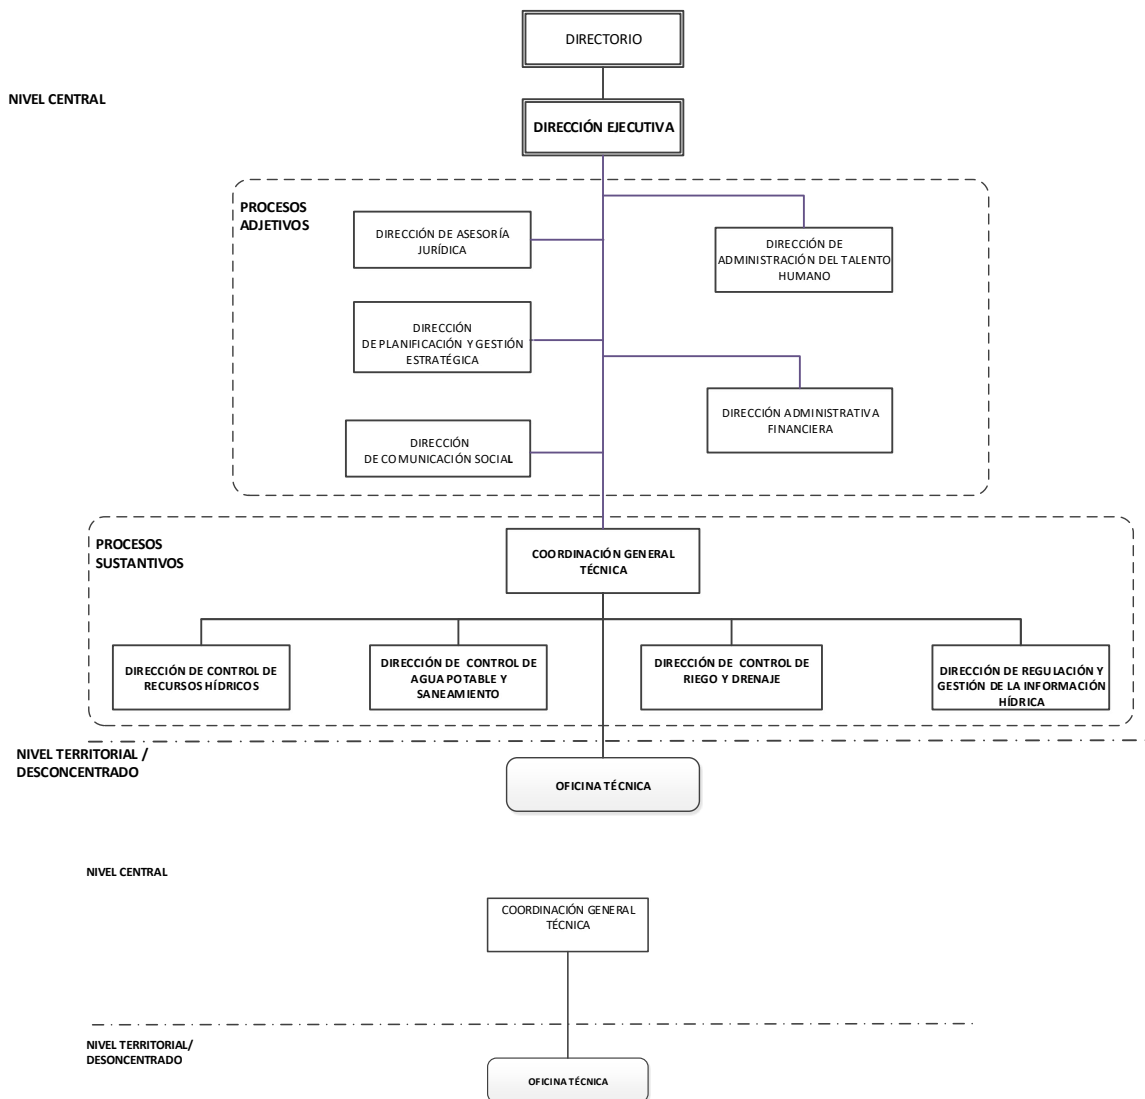 DIRECTORIO
NIVEL CENTRAL
DIRECCIÓN EJECUTIVA
PROCESOS
ADJETIVOS
DIRECCIÓN DE ASESORÍA
JURÍDICA
DIRECCIÓN DE
ADMINISTRACIÓN DEL TALENTO
HUMANO
DIRECCIÓN
DE PLANIFICACIÓN Y GESTIÓN
ESTRATÉGICA
DIRECCIÓN ADMINISTRATIVA
FINANCIERA
DIRECCIÓN
DE COMUNICACIÓN SOCIAL
PROCESOS
SUSTANTIVOS
COORDINACIÓN GENERAL
TÉCNICA
DIRECCIÓN DE CONTROL DE
RECURSOS HÍDRICOS
DIRECCIÓN DE CONTROL DE
AGUA POTABLE Y
SANEAMIENTO
DIRECCIÓN DE CONTROL DE
RIEGO Y DRENAJE
DIRECCIÓN DE REGULACIÓN Y
GESTIÓN DE LA INFORMACIÓN
HÍDRICA
NIVEL TERRITORIAL /
DESCONCENTRADO
OFICINA TÉCNICA
NIVEL CENTRAL
COORDINACIÓN GENERAL
TÉCNICA
NIVEL TERRITORIAL/
DESONCENTRADO
OFICINA TÉCNICA